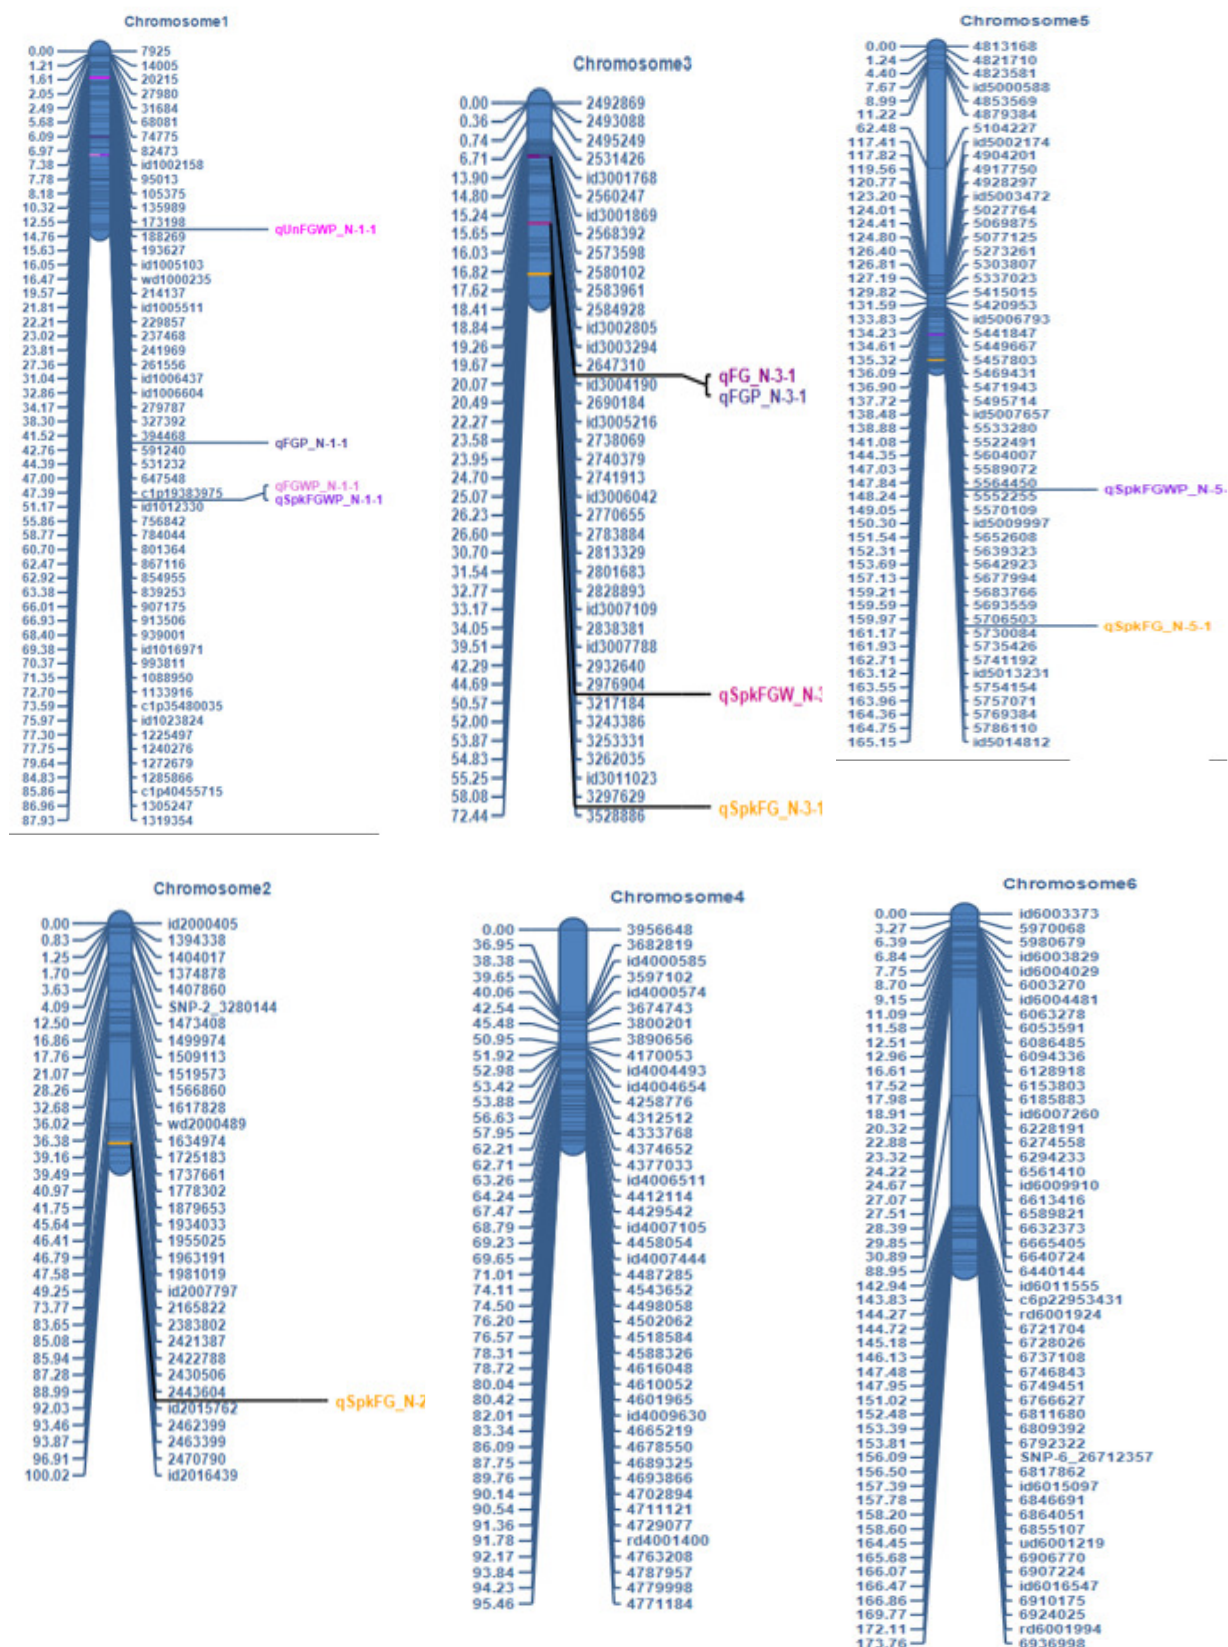 Chromosome1
0.00 7925
1.21 14005
1.61 20215
2.05 27980
2.49 31684
5.68 68081
6.09 74775
6.97 82473
7.38 id1002158
7.78 95013
8.18 105375
10.32 135989
12.55 173198
qUnFGWP_N-1-1
14.76 188269
15.63 193627
16.05 id1005103
16.47 wd1000235
19.57 214137
21.81 id1005511
22.21 229857
23.02 237468
23.81 241969
27.36 261556
31.04 id1006437
32.86 id1006604
34.17 279787
38.30 327392
41.52 394468
qFGP_N-1-1
42.76 591240
44.39 531232
47.00 647548
qFGWP_N-1-1
47.39 c1p19383975
qSpkFGWP_N-1-1
51.17 id1012330
55.86 756842
58.77 784044
60.70 801364
62.47 867116
62.92 854955
63.38 839253
66.01 907175
66.93 913506
68.40 939001
69.38 id1016971
70.37 993811
71.35 1088950
72.70 1133916
73.59 c1p35480035
75.97 id1023824
77.30 1225497
77.75 1240276
79.64 1272679
84.83 1285866
85.86 c1p40455715
86.96 1305247
87.93 1319354
Chromosome3
0.00 2492869
0.36 2493088
0.74 2495249
6.71 2531426
13.90 id3001768
14.80 2560247
15.24 id3001869
15.65 2568392
16.03 2573598
16.82 2580102
17.62 2583961
18.41 2584928
18.84 id3002805
19.26 id3003294
19.67 2647310
qFG_N-3-1
20.07 id3004190
qFGP_N-3-1
20.49 2690184
22.27 id3005216
23.58 2738069
23.95 2740379
24.70 2741913
25.07 id3006042
26.23 2770655
26.60 2783884
30.70 2813329
31.54 2801683
32.77 2828893
33.17 id3007109
34.05 2838381
39.51 id3007788
42.29 2932640
44.69 2976904
qSpkFGW_N-3
50.57 3217184
52.00 3243386
53.87 3253331
54.83 3262035
55.25 id3011023
58.08 3297629
qSpkFG_N-3-1
72.44 3528886
Chromosome5
0.00 4813168
1.24 4821710
4.40 4823581
7.67 id5000588
8.99 4853569
11.22 4879384
62.48 5104227
117.41 id5002174
117.82 4904201
119.56 4917750
120.77 4928297
123.20 id5003472
124.01 5027764
124.41 5069875
124.80 5077125
126.40 5273261
126.81 5303807
127.19 5337023
129.82 5415015
131.59 5420953
133.83 id5006793
134.23 5441847
134.61 5449667
135.32 5457803
136.09 5469431
136.90 5471943
137.72 5495714
138.48 id5007657
138.88 5533280
141.08 5522491
144.35 5604007
147.03 5589072
147.84 5564450
qSpkFGWP_N-5-
148.24 5552255
149.05 5570109
150.30 id5009997
151.54 5652608
152.31 5639323
153.69 5642923
157.13 5677994
159.21 5683766
159.59 5693559
159.97 5706503
qSpkFG_N-5-1
161.17 5730084
161.93 5735426
162.71 5741192
163.12 id5013231
163.55 5754154
163.96 5757071
164.36 5769384
164.75 5786110
165.15 id5014812
Chromosome2
0.00 id2000405
0.83 1394338
1.25 1404017
1.70 1374878
3.63 1407860
4.09 SNP-2_3280144
12.50 1473408
16.86 1499974
17.76 1509113
21.07 1519573
28.26 1566860
32.68 1617828
36.02 wd2000489
36.38 1634974
39.16 1725183
39.49 1737661
40.97 1778302
41.75 1879653
45.64 1934033
46.41 1955025
46.79 1963191
47.58 1981019
49.25 id2007797
73.77 2165822
83.65 2383802
85.08 2421387
85.94 2422788
87.28 2430506
88.99 2443604
qSpkFG_N-2
92.03 id2015762
93.46 2462399
93.87 2463399
96.91 2470790
100.02 id2016439
Chromosome4
0.00 3956648
36.95 3682819
38.38 id4000585
39.65 3597102
40.06 id4000574
42.54 3674743
45.48 3800201
50.95 3890656
51.92 4170053
52.98 id4004493
53.42 id4004654
53.88 4258776
56.63 4312512
57.95 4333768
62.21 4374652
62.71 4377033
63.26 id4006511
64.24 4412114
67.47 4429542
68.79 id4007105
69.23 4458054
69.65 id4007444
71.01 4487285
74.11 4543652
74.50 4498058
76.20 4502062
76.57 4518584
78.31 4588326
78.72 4616048
80.04 4610052
80.42 4601965
82.01 id4009630
83.34 4665219
86.09 4678550
87.75 4689325
89.76 4693866
90.14 4702894
90.54 4711121
91.36 4729077
91.78 rd4001400
92.17 4763208
93.84 4787957
94.23 4779998
95.46 4771184
Chromosome6
0.00 id6003373
3.27 5970068
6.39 5980679
6.84 id6003829
7.75 id6004029
8.70 6003270
9.15 id6004481
11.09 6063278
11.58 6053591
12.51 6086485
12.96 6094336
16.61 6128918
17.52 6153803
17.98 6185883
18.91 id6007260
20.32 6228191
22.88 6274558
23.32 6294233
24.22 6561410
24.67 id6009910
27.07 6613416
27.51 6589821
28.39 6632373
29.85 6665405
30.89 6640724
88.95 6440144
142.94 id6011555
143.83 c6p22953431
144.27 rd6001924
144.72 6721704
145.18 6728026
146.13 6737108
147.48 6746843
147.95 6749451
151.02 6766627
152.48 6811680
153.39 6809392
153.81 6792322
156.09 SNP-6_26712357
156.50 6817862
157.39 id6015097
157.78 6846691
158.20 6864051
158.60 6855107
164.45 ud6001219
165.68 6906770
166.07 6907224
166.47 id6016547
166.86 6910175
169.77 6924025
172.11 rd6001994
173.76 6936998